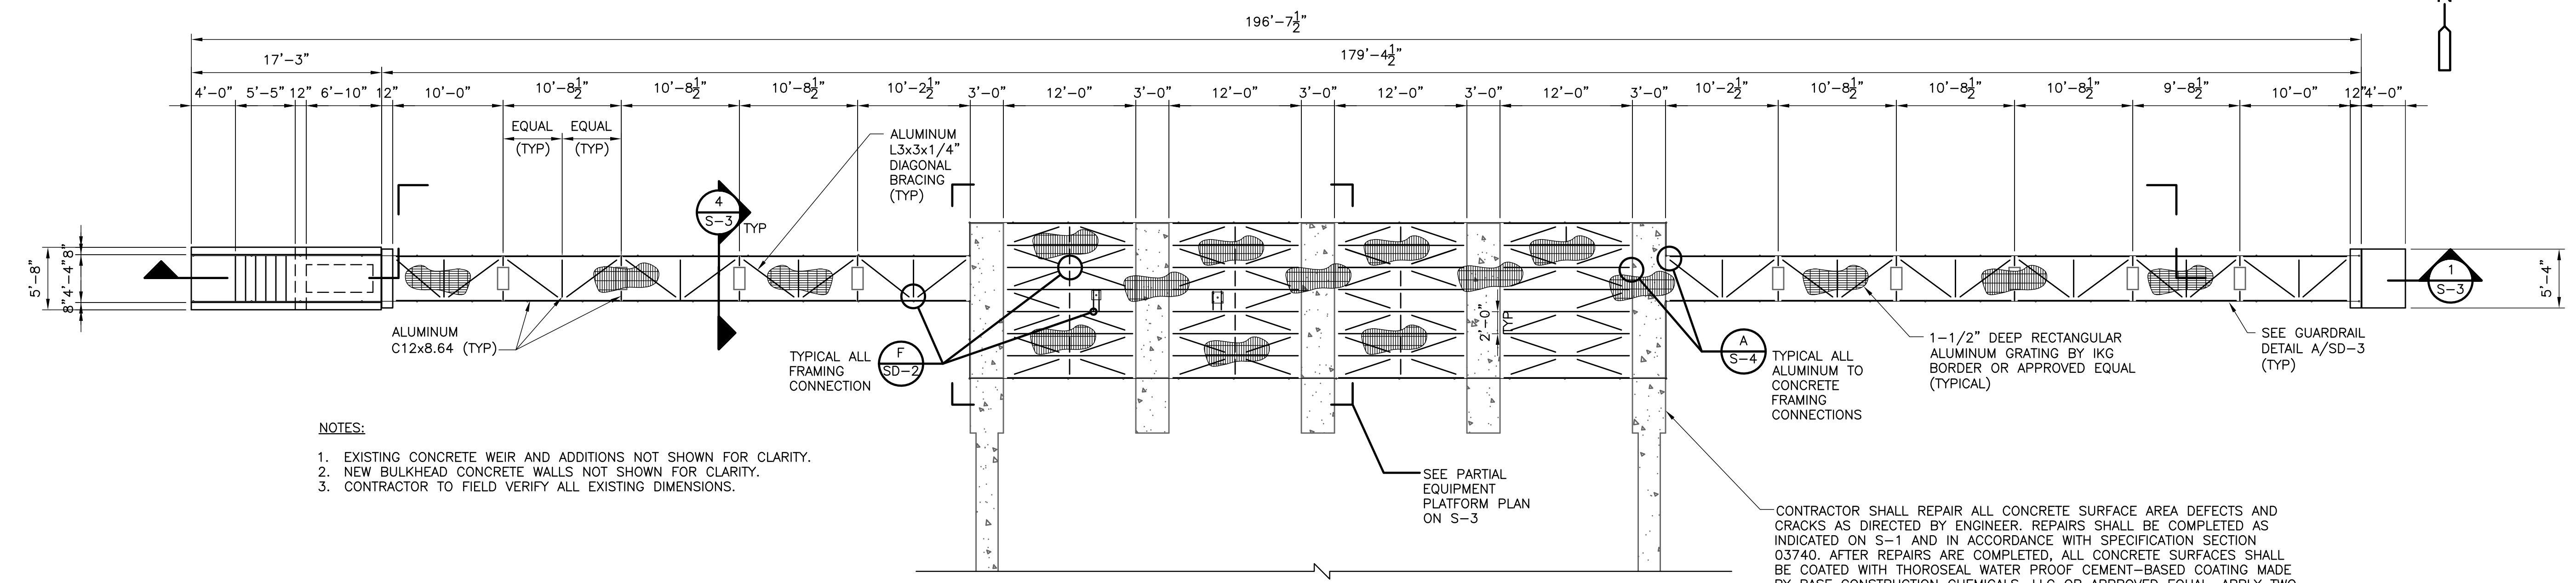 N
196'-7½"
17'-3"
179'-4½"
4'-0" 5'-5" 12" 6'-10" 12" 10'-0" 10'-8½" 10'-8½" 10'-8½" 10'-2½" 3'-0" 12'-0" 3'-0" 12'-0" 3'-0" 12'-0" 3'-0" 12'-0" 3'-0" 10'-2½" 10'-8½" 10'-8½" 10'-8½" 9'-8½" 10'-0" 12" 4'-0"
EQUAL
(TYP)
EQUAL
(TYP)
ALUMINUM
L3x3x1/4"
DIAGONAL
BRACING
(TYP)
4
S-3
TYP
5'-8"
8"
4'-4"
8"
ALUMINUM
C12x8.64 (TYP)
TYPICAL ALL
FRAMING
CONNECTION
F
SD-2
2'-0"
TYP
A
S-4
TYPICAL ALL
ALUMINUM TO
CONCRETE
FRAMING
CONNECTIONS
1-1/2" DEEP RECTANGULAR
ALUMINUM GRATING BY IKG
BORDER OR APPROVED EQUAL
(TYPICAL)
SEE GUARDRAIL
DETAIL A/SD-3
(TYP)
1
S-3
5'-4"
NOTES:
1. EXISTING CONCRETE WEIR AND ADDITIONS NOT SHOWN FOR CLARITY.
2. NEW BULKHEAD CONCRETE WALLS NOT SHOWN FOR CLARITY.
3. CONTRACTOR TO FIELD VERIFY ALL EXISTING DIMENSIONS.
SEE PARTIAL
EQUIPMENT
PLATFORM PLAN
ON S-3
CONTRACTOR SHALL REPAIR ALL CONCRETE SURFACE AREA DEFECTS AND
CRACKS AS DIRECTED BY ENGINEER. REPAIRS SHALL BE COMPLETED AS
INDICATED ON S-1 AND IN ACCORDANCE WITH SPECIFICATION SECTION
03740. AFTER REPAIRS ARE COMPLETED, ALL CONCRETE SURFACES SHALL
BE COATED WITH THOROSEAL WATER PROOF CEMENT-BASED COATING MADE
BY BASF CONSTRUCTION CHEMICALS, LLC OR APPROVED EQUAL. APPLY TWO